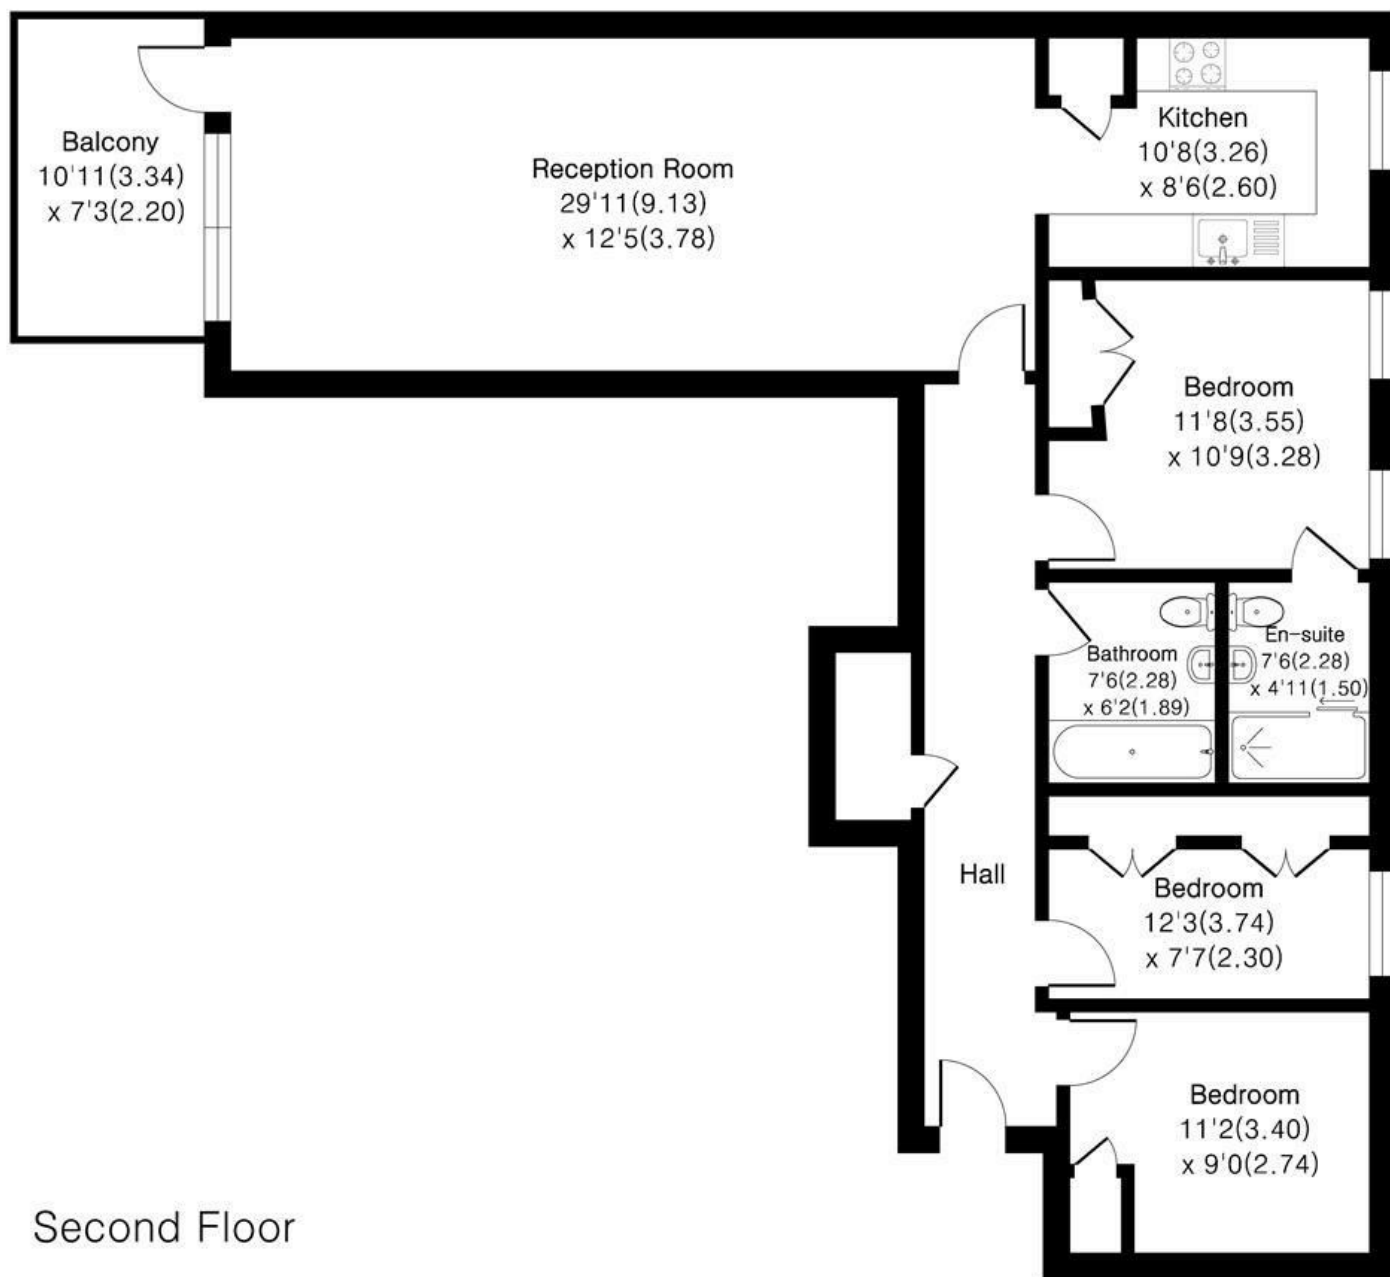 Balcony
10'11(3.34)
x 7'3(2.20)
Reception Room
29'11(9.13)
x 12'5(3.78)
Kitchen
10'8(3.26)
x 8'6(2.60)
Bedroom
11'8(3.55)
x 10'9(3.28)
Bathroom
7'6(2.28)
x 6'2(1.89)
En-suite
7'6(2.28)
x 4'11(1.50)
Hall
Bedroom
12'3(3.74)
x 7'7(2.30)
Bedroom
11'2(3.40)
x 9'0(2.74)
Second Floor